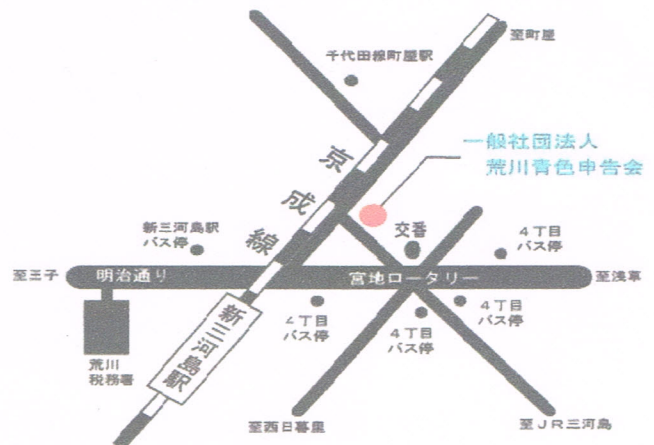 至町屋
千代田線町屋駅
一般社団法人
荒川青色申告会
京成線
新三河島駅
バス停
交番
4丁目
バス停
至王子
明治通り
宮地ロータリー
至浅草
新三河島駅
4丁目
バス停
4丁目
バス停
4丁目
バス停
荒川
税務署
至西日暮里
至JR三河島